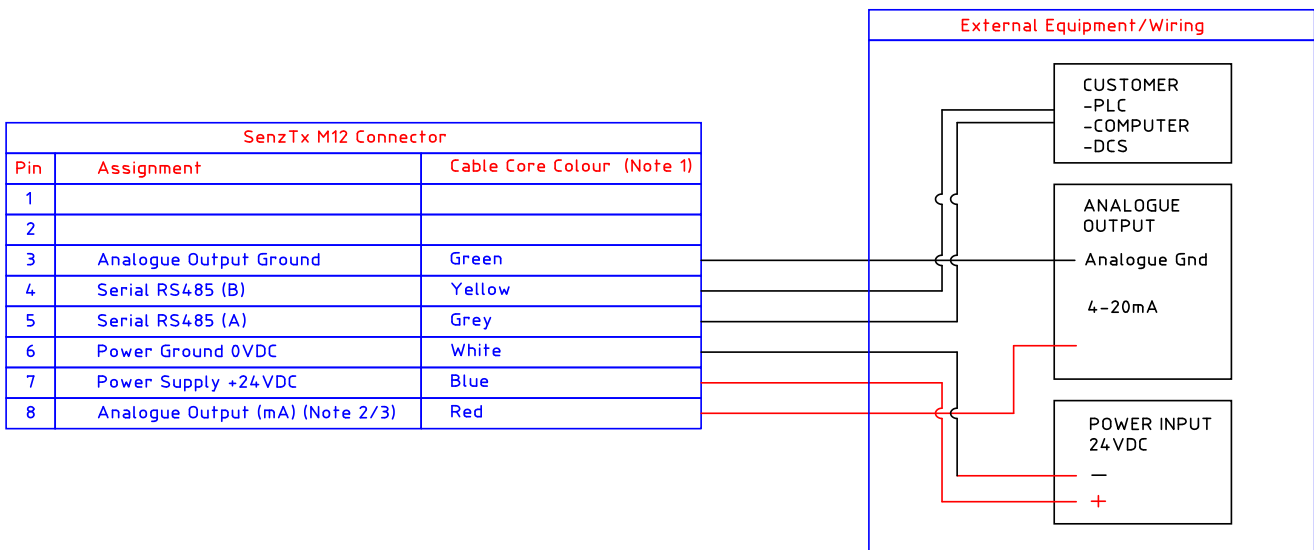 External Equipment/Wiring
CUSTOMER
-PLC
-COMPUTER
-DCS
SenzTx M12 Connector
Pin Assignment Cable Core Colour (Note 1)
1
2
3 Analogue Output Ground Green
4 Serial RS485 (B) Yellow
5 Serial RS485 (A) Grey
6 Power Ground 0VDC White
7 Power Supply +24VDC Blue
8 Analogue Output (mA) (Note 2/3) Red
ANALOGUE
OUTPUT
Analogue Gnd
4-20mA
POWER INPUT
24VDC
-
+